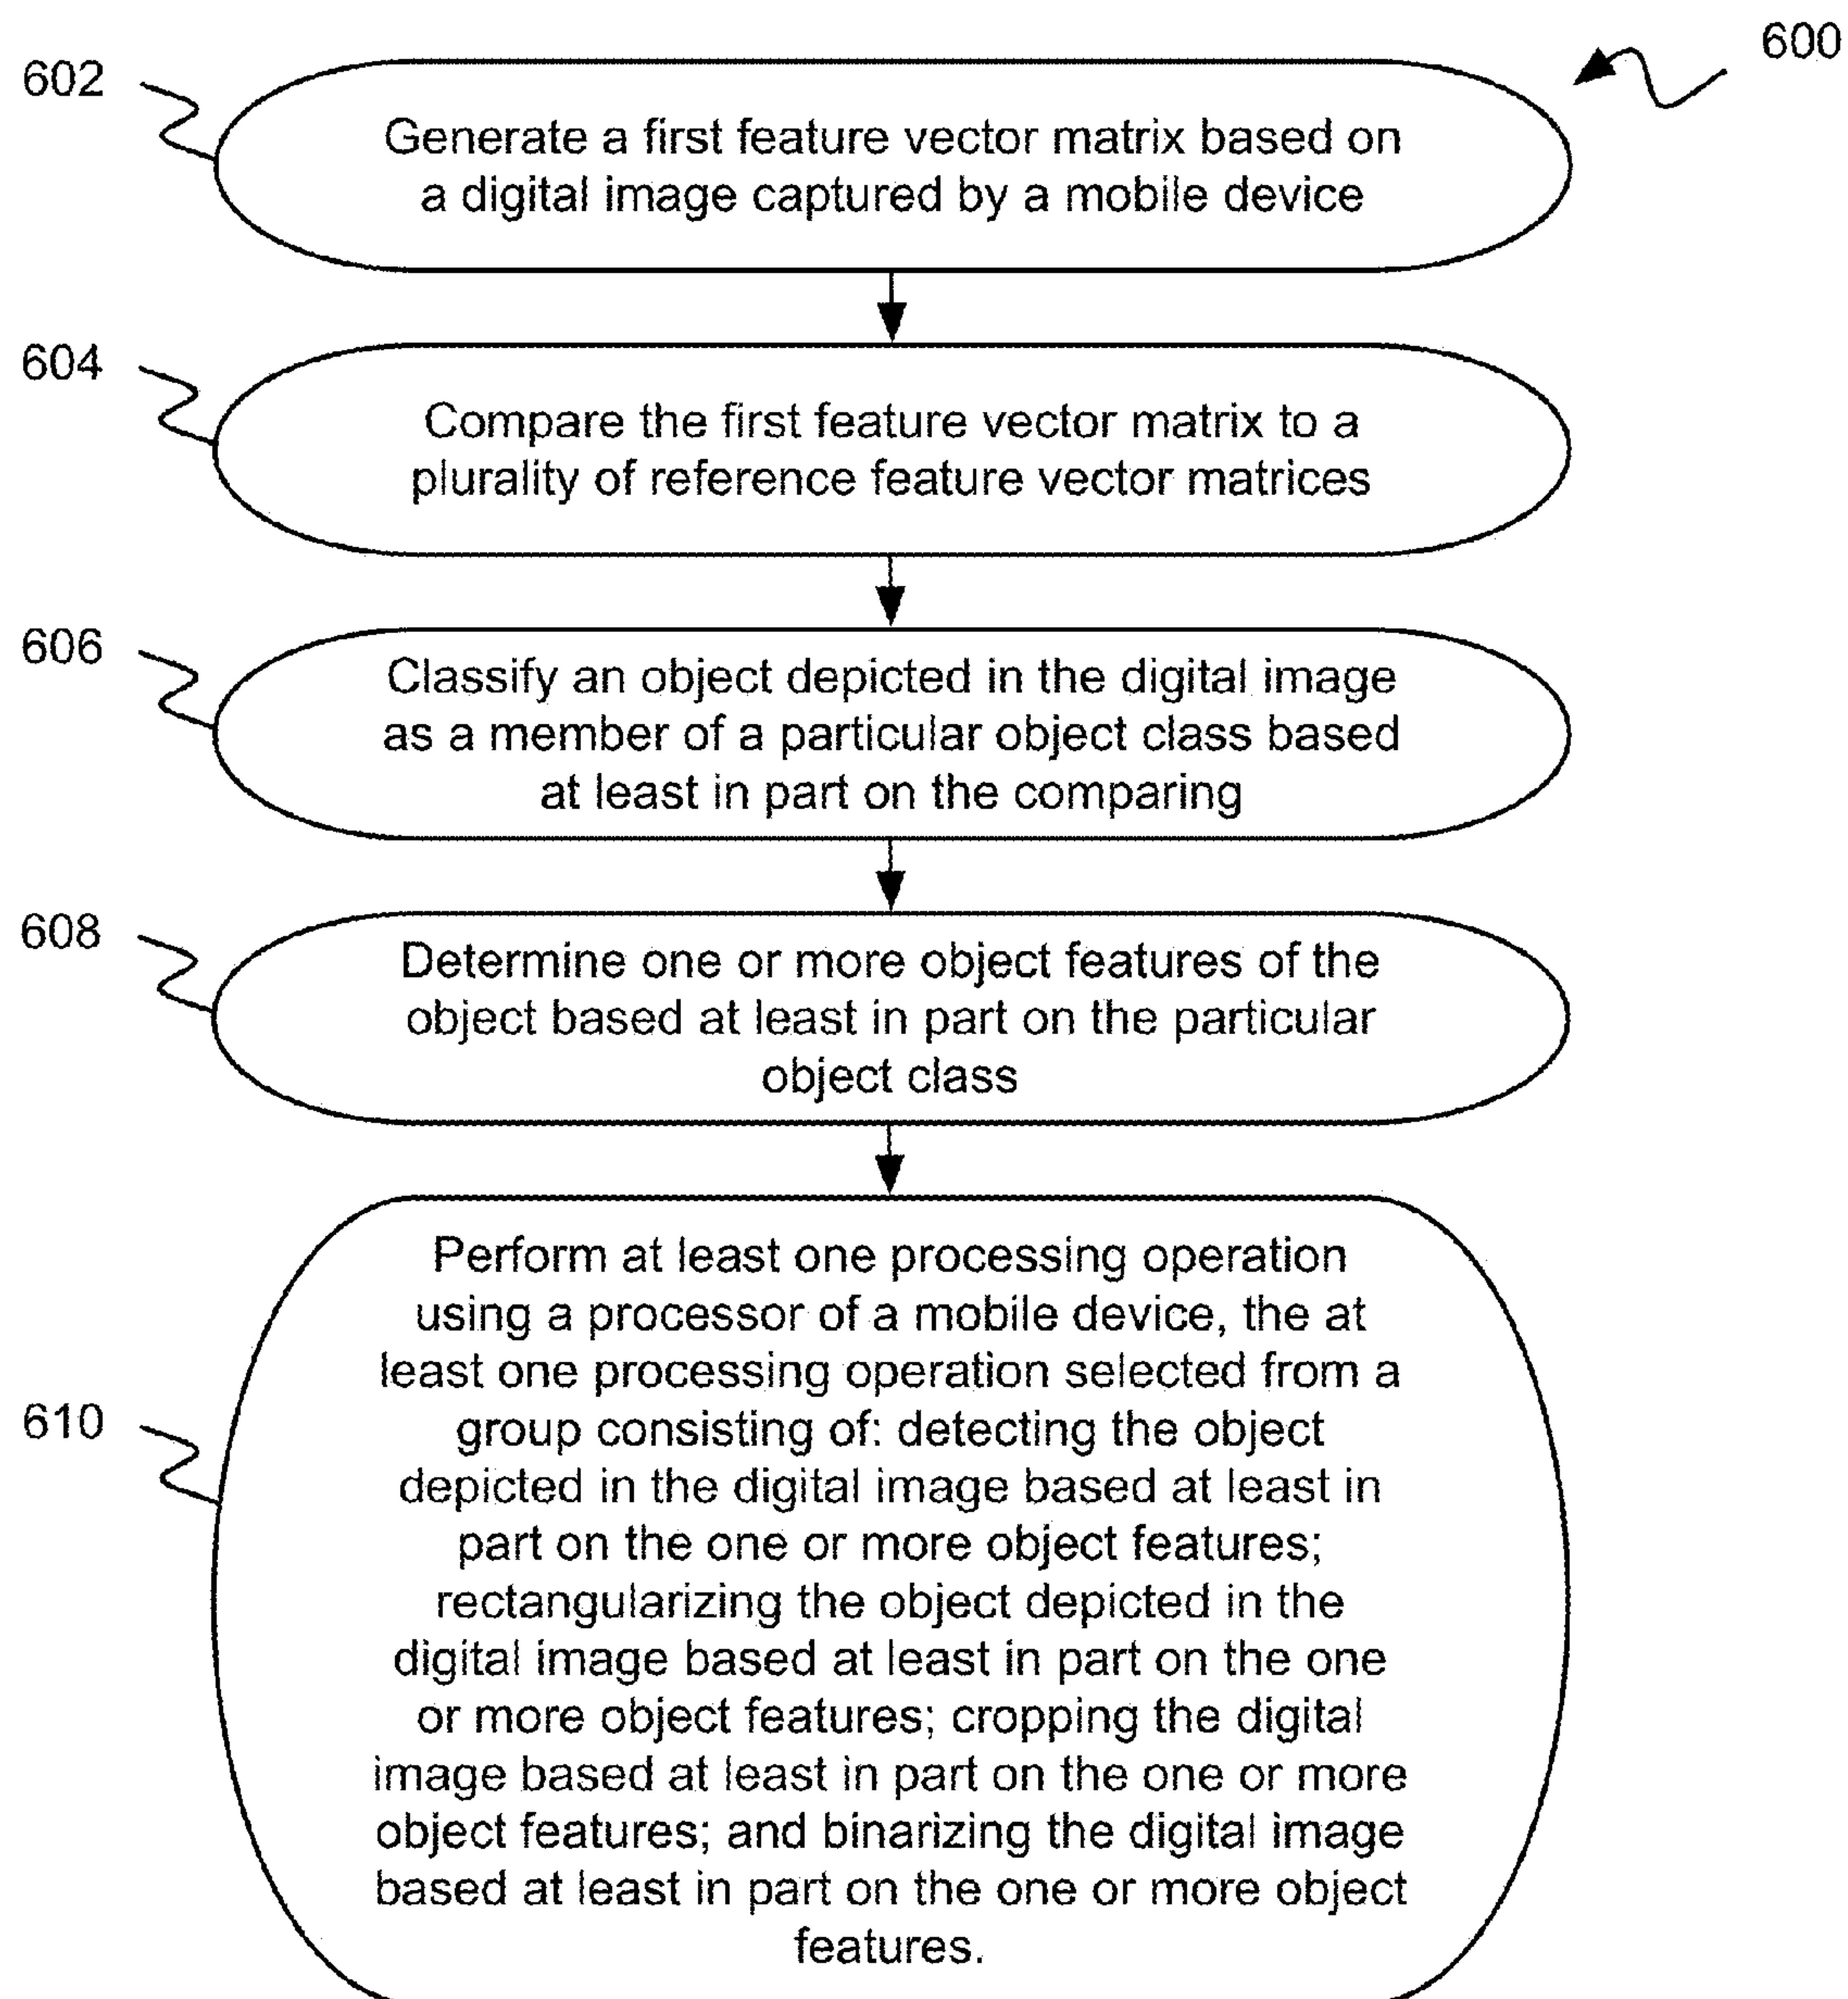 600
602
Generate a first feature vector matrix based on
a digital image captured by a mobile device
604
Compare the first feature vector matrix to a
plurality of reference feature vector matrices
606
Classify an object depicted in the digital image
as a member of a particular object class based
at least in part on the comparing
608
Determine one or more object features of the
object based at least in part on the particular
object class
610
Perform at least one processing operation
using a processor of a mobile device, the at
least one processing operation selected from a
group consisting of: detecting the object
depicted in the digital image based at least in
part on the one or more object features;
rectangularizing the object depicted in the
digital image based at least in part on the one
or more object features; cropping the digital
image based at least in part on the one or more
object features; and binarizing the digital image
based at least in part on the one or more object
features.